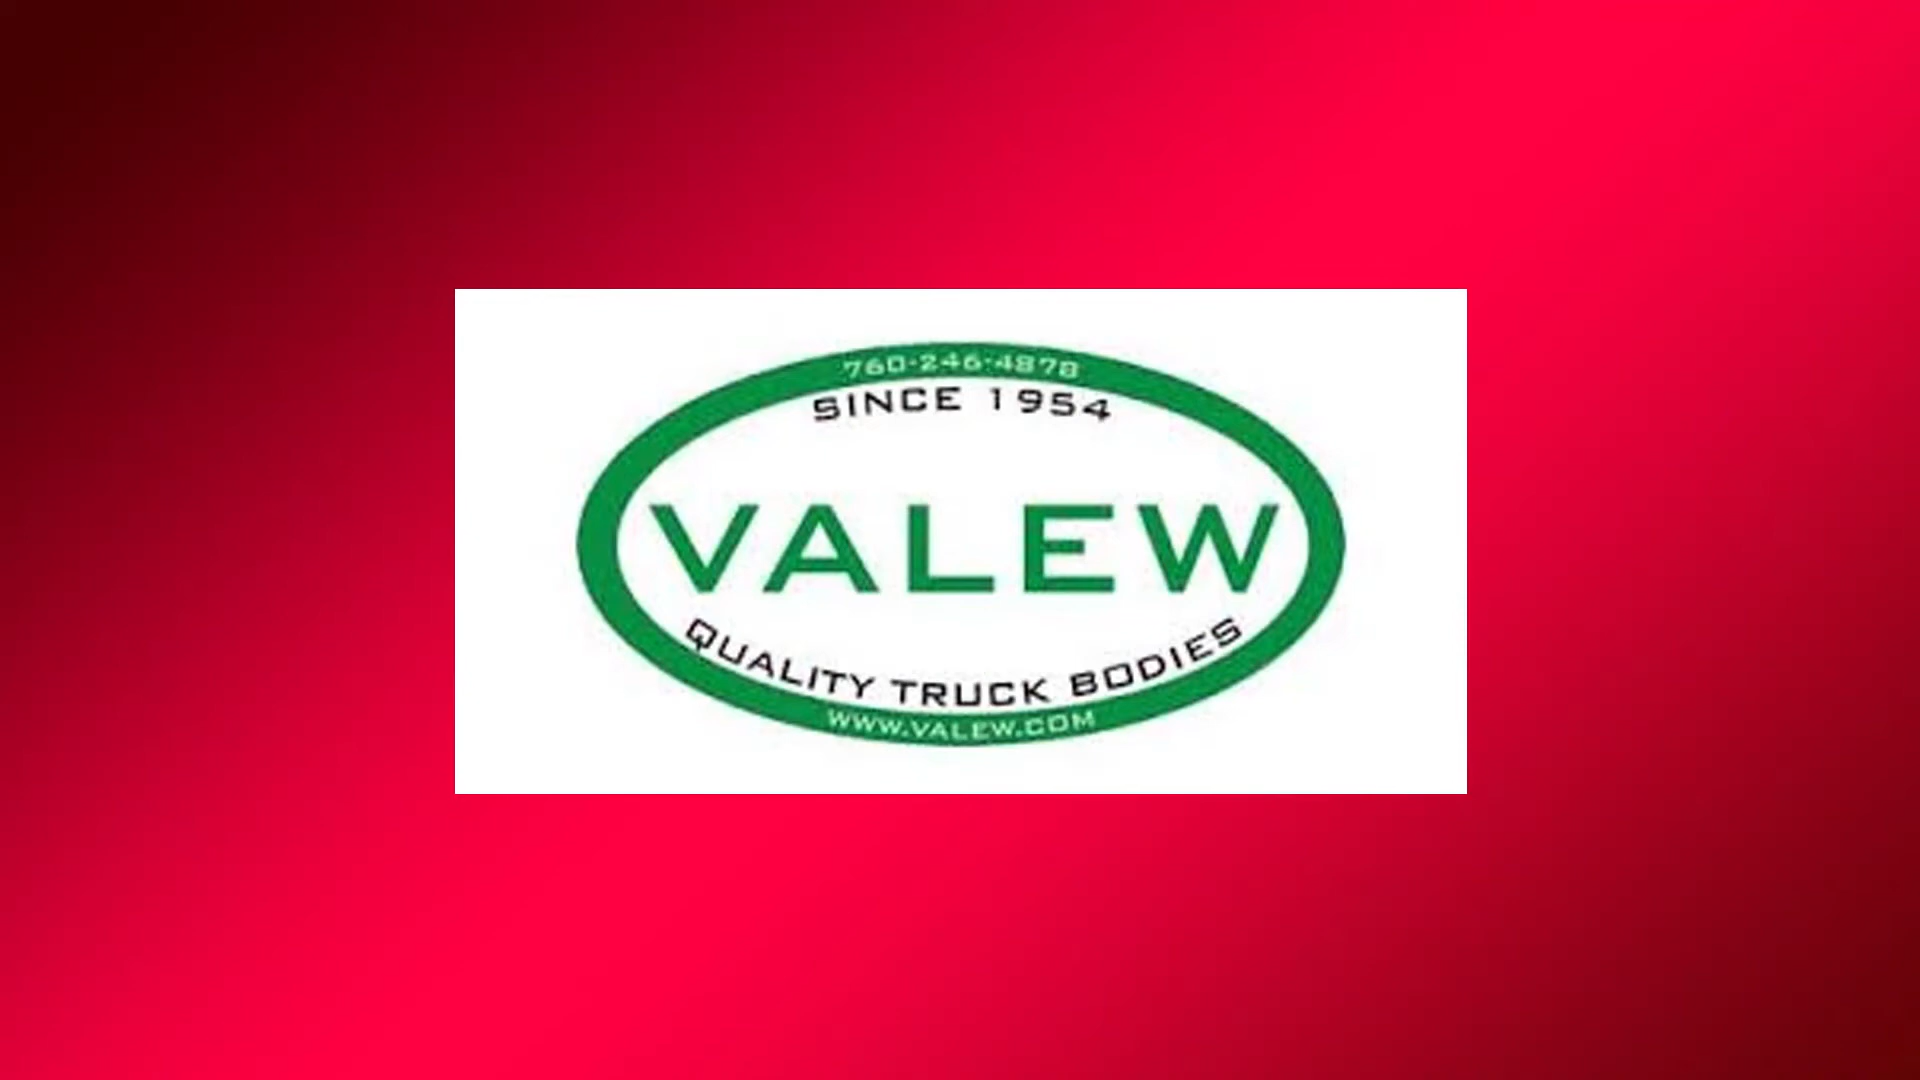 760-246-4878
SINCE 1954
VALEW
QUALITY TRUCK BODIES
WWW.VALEW.COM